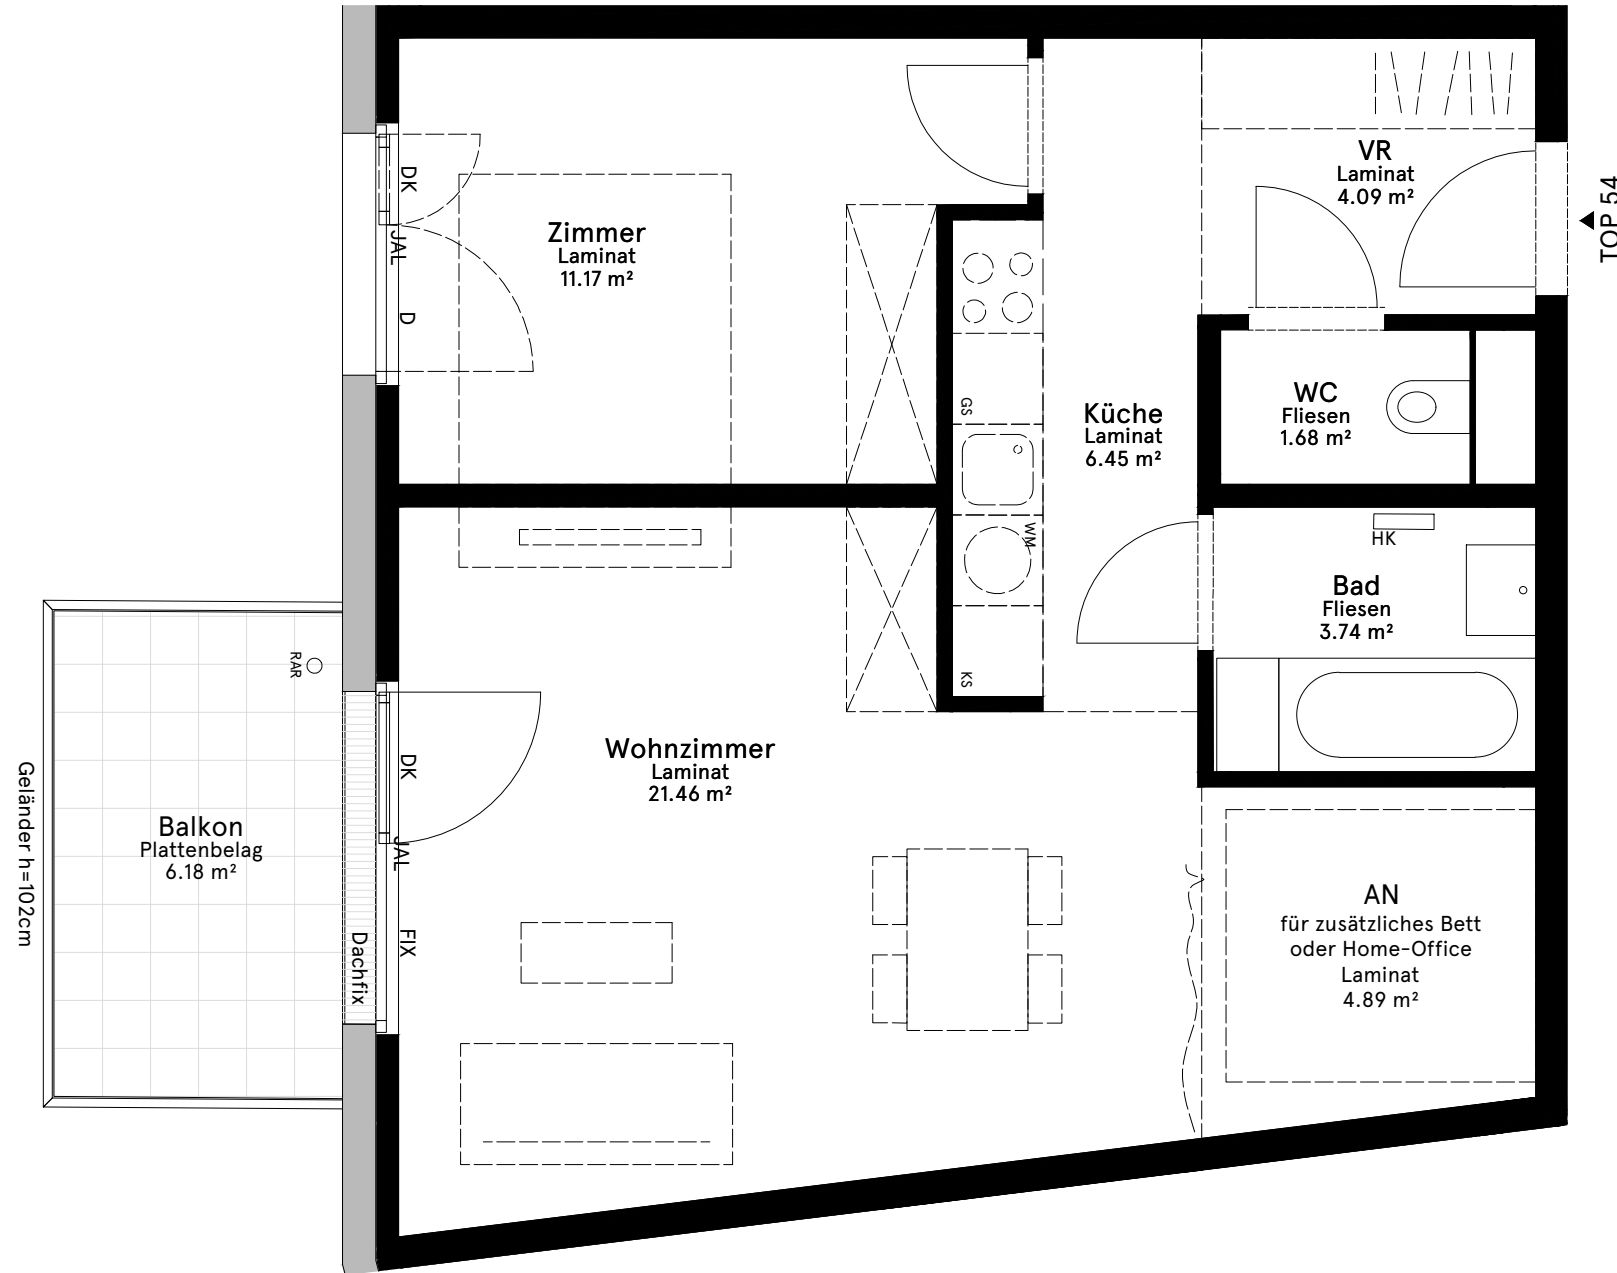 VR
Laminat
4.09 m²
TOP 54
DK
JAL
D
Zimmer
Laminat
11.17 m²
GS
Küche
Laminat
6.45 m²
WC
Fliesen
1.68 m²
WM
HK
Bad
Fliesen
3.74 m²
KS
RAR
Wohnzimmer
Laminat
21.46 m²
DK
JAL
FIX
Dachfix
Balkon
Plattenbelag
6.18 m²
Geländer h=102cm
AN
für zusätzliches Bett
oder Home-Office
Laminat
4.89 m²